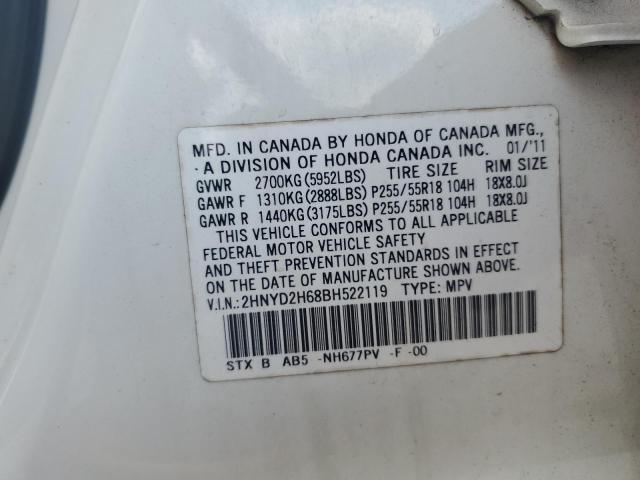 MFD. IN CANADA BY HONDA OF CANADA MFG.,
- A DIVISION OF HONDA CANADA INC. 01/'11
GVWR 2700KG(5952LBS) TIRE SIZE RIM SIZE
GAWR F 1310KG(2888LBS) P255/55R18 104H 18X8.0J
GAWR R 1440KG(3175LBS) P255/55R18 104H 18X8.0J
THIS VEHICLE CONFORMS TO ALL APPLICABLE
FEDERAL MOTOR VEHICLE SAFETY
AND THEFT PREVENTION STANDARDS IN EFFECT
ON THE DATE OF MANUFACTURE SHOWN ABOVE.
V.I.N.:2HNYD2H68BH522119 TYPE: MPV
STX B AB5 -NH677PV -F -00